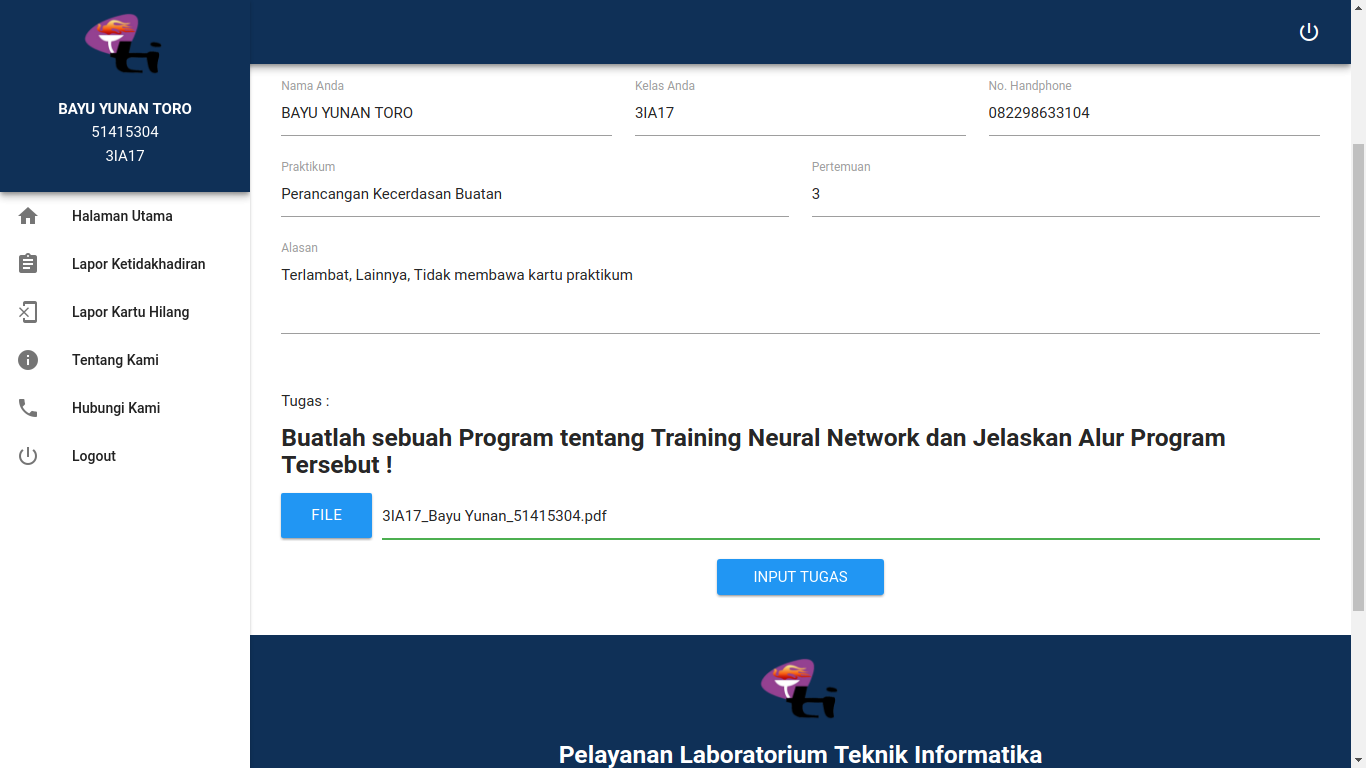 ti
BAYU YUNAN TORO
51415304
3IA17
Halaman Utama
Lapor Ketidakhadiran
Lapor Kartu Hilang
Tentang Kami
Hubungi Kami
Logout
Nama Anda
BAYU YUNAN TORO
Kelas Anda
3IA17
No. Handphone
082298633104
Praktikum
Perancangan Kecerdasan Buatan
Pertemuan
3
Alasan
Terlambat, Lainnya, Tidak membawa kartu praktikum
Tugas :
Buatlah sebuah Program tentang Training Neural Network dan Jelaskan Alur Program
Tersebut !
FILE
3IA17_Bayu Yunan_51415304.pdf
INPUT TUGAS
ti
Pelayanan Laboratorium Teknik Informatika